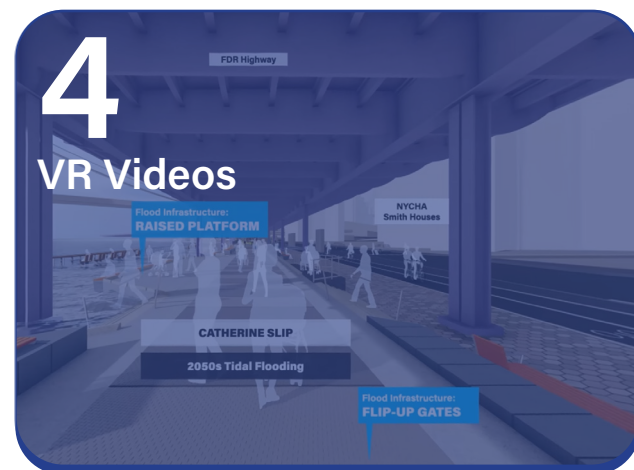 4
VR Videos
FDR Highway
NYCHA
Smith Houses
Flood Infrastructure:
RAISED PLATFORM
CATHERINE SLIP
2050s Tidal Flooding
Flood Infrastructure:
FLIP-UP GATES